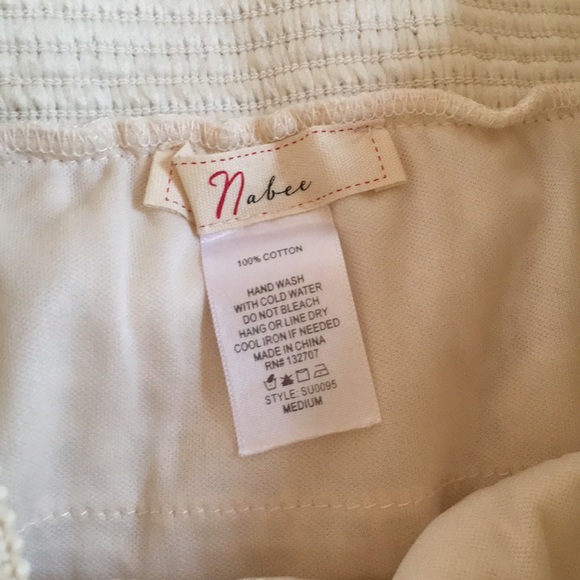 Nabee
100% COTTON
HAND WASH
WITH COLD WATER
DO NOT BLEACH
HANG OR LINE DRY
COOL IRON IF NEEDED
MADE IN CHINA
RN# 132707
STYLE: SU0095
MEDIUM